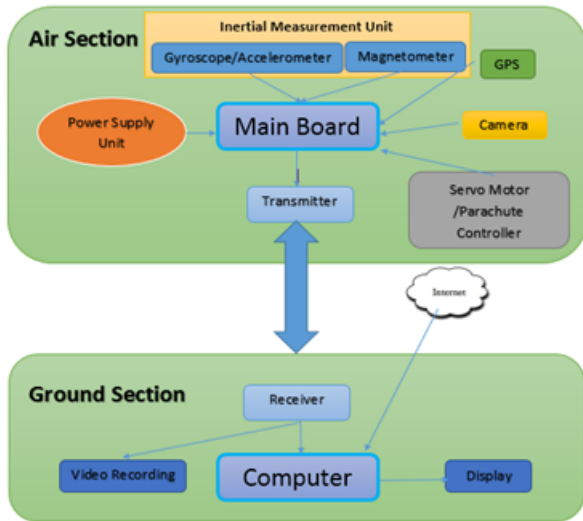 Inertial Measurement Unit
Air Section
Gyroscope/Accelerometer
Magnetometer
GPS
Power Supply
Unit
Main Board
Camera
Transmitter
Servo Motor
/Parachute
Controller
Internet
Ground Section
Receiver
Video Recording
Computer
Display